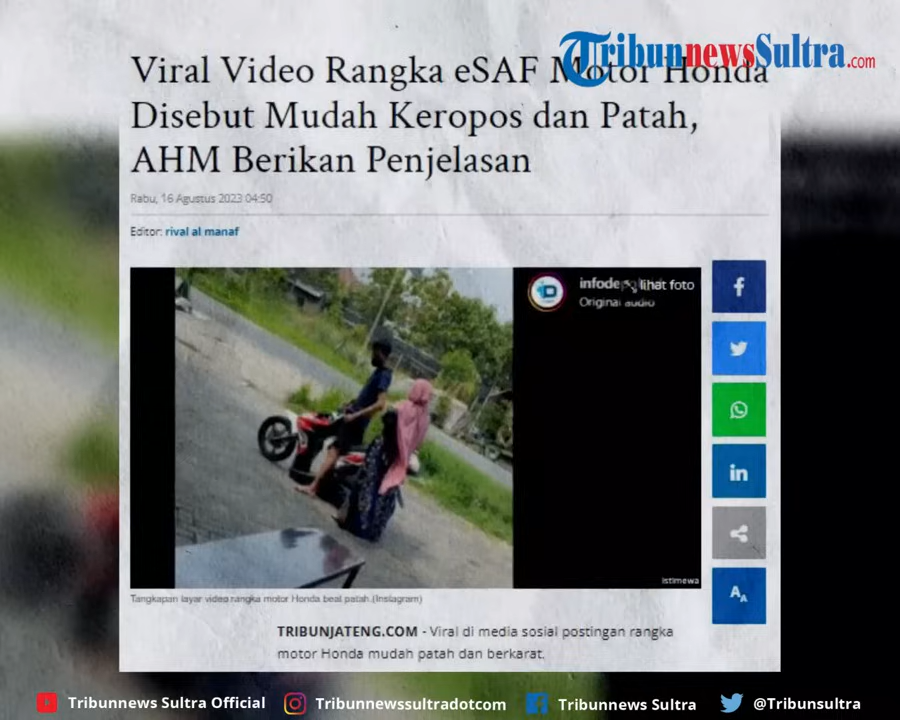 TribunnewsSultra.com
Viral Video Rangka eSAF Motor Honda
Disebut Mudah Keropos dan Patah,
AHM Berikan Penjelasan
Rabu, 16 Agustus 2023 04:50
Editor: rival al manaf
lihat foto
Original audio
Istimewa
Tangkapan layar video rangka motor Honda beat patah.(Instagram)
TRIBUNJATENG.COM - Viral di media sosial postingan rangka
motor Honda mudah patah dan berkarat.
Tribunnews Sultra Official
Tribunnewssultradotcom
Tribunnews Sultra
@Tribunsultra